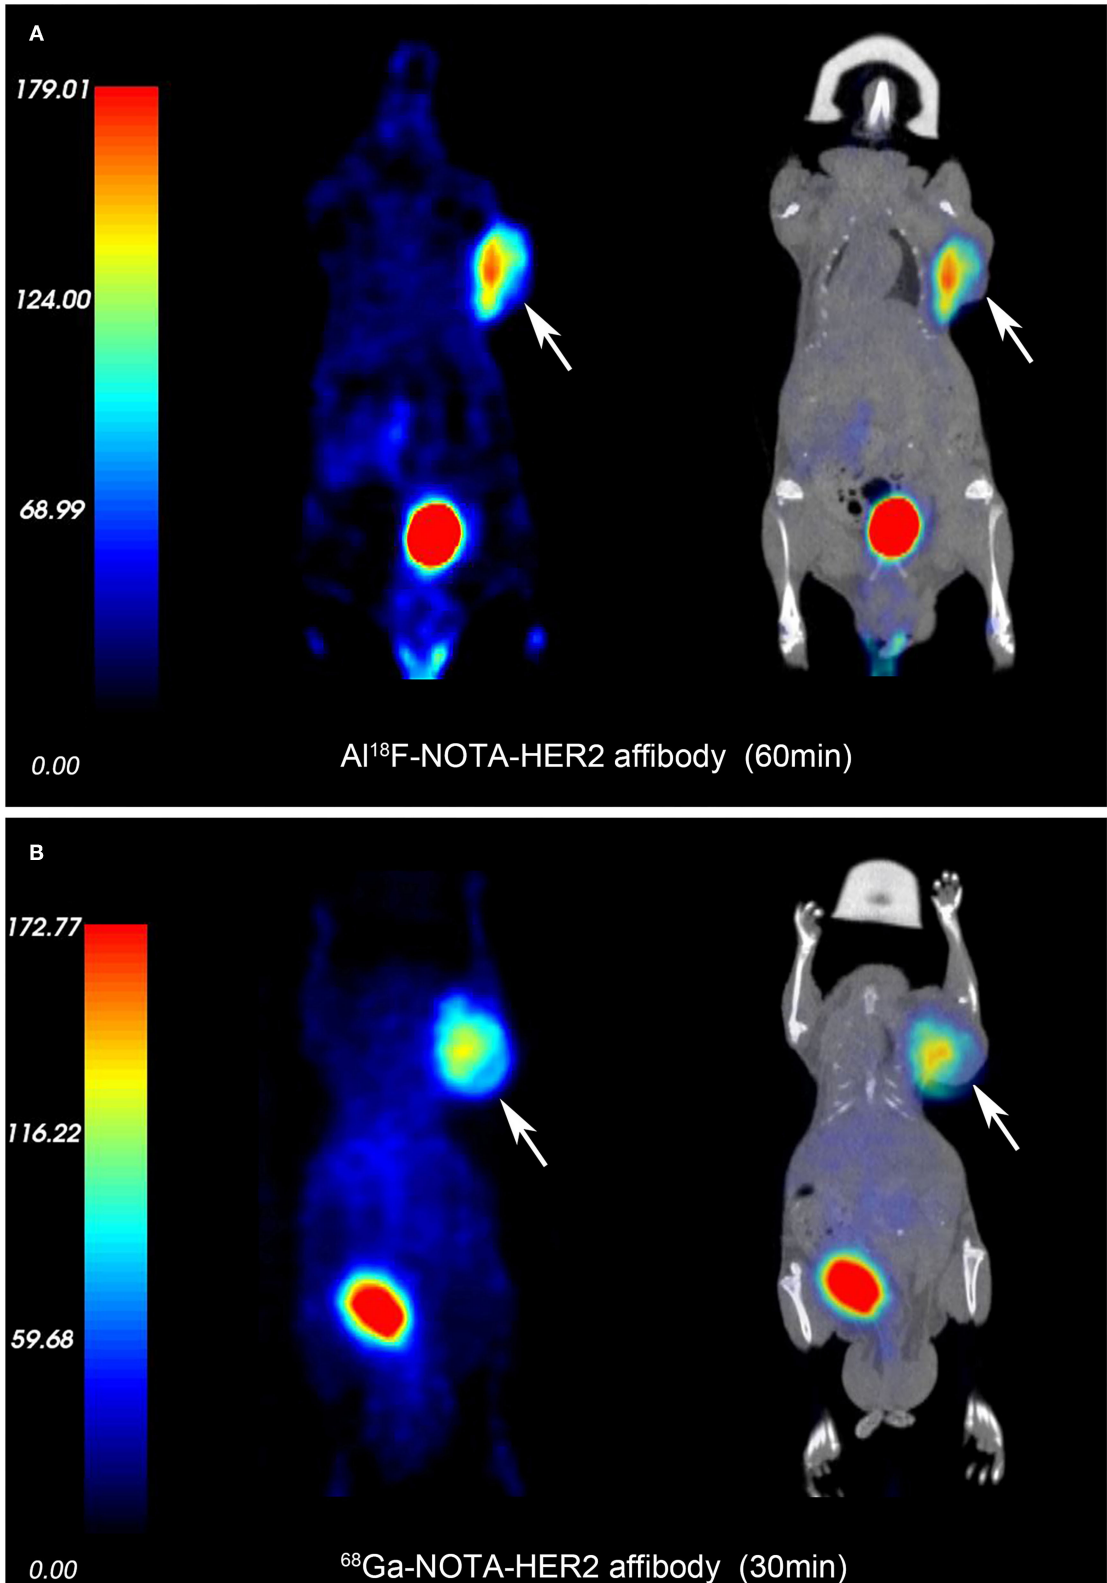 A
179.01
124.00
68.99
0.00
Al¹⁸F-NOTA-HER2 affibody (60min)
B
172.77
116.22
59.68
0.00
⁶⁸Ga-NOTA-HER2 affibody (30min)